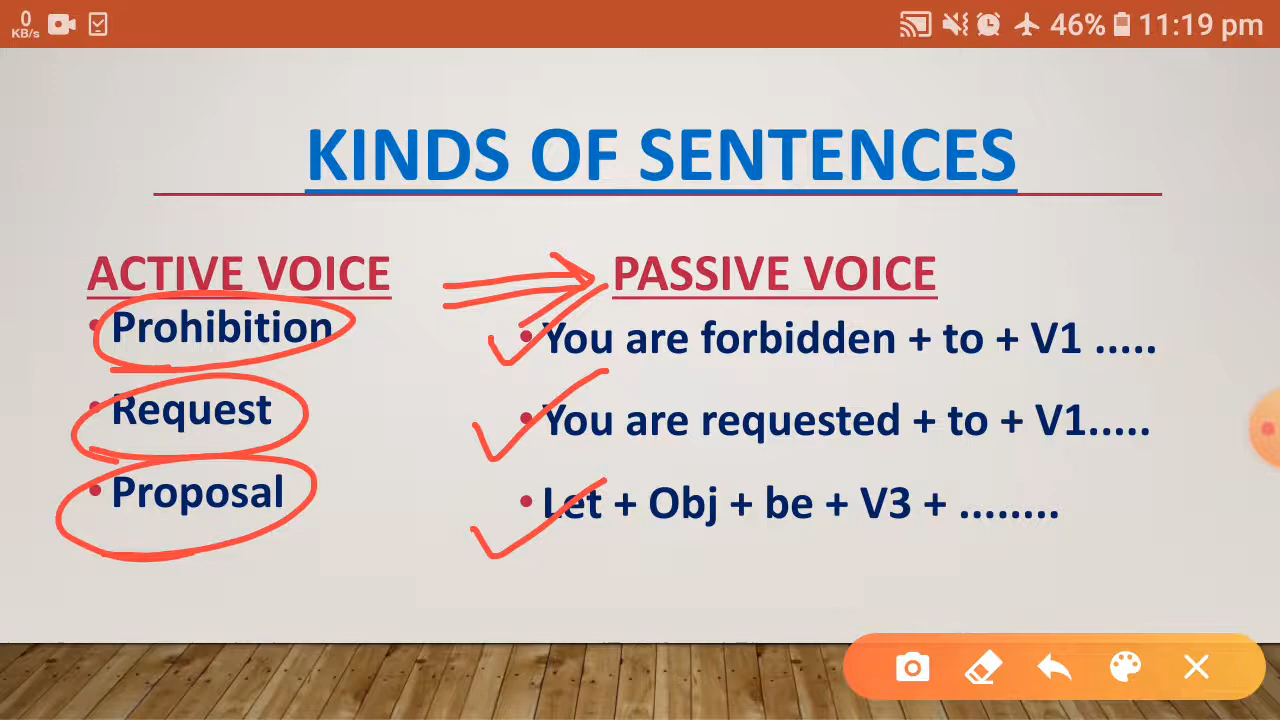 0
KB/s
46%
11:19 pm
KINDS OF SENTENCES
ACTIVE VOICE
PASSIVE VOICE
• Prohibition
• You are forbidden + to + V1 .....
• Request
• You are requested + to + V1.....
• Proposal
• Let + Obj + be + V3 + ........